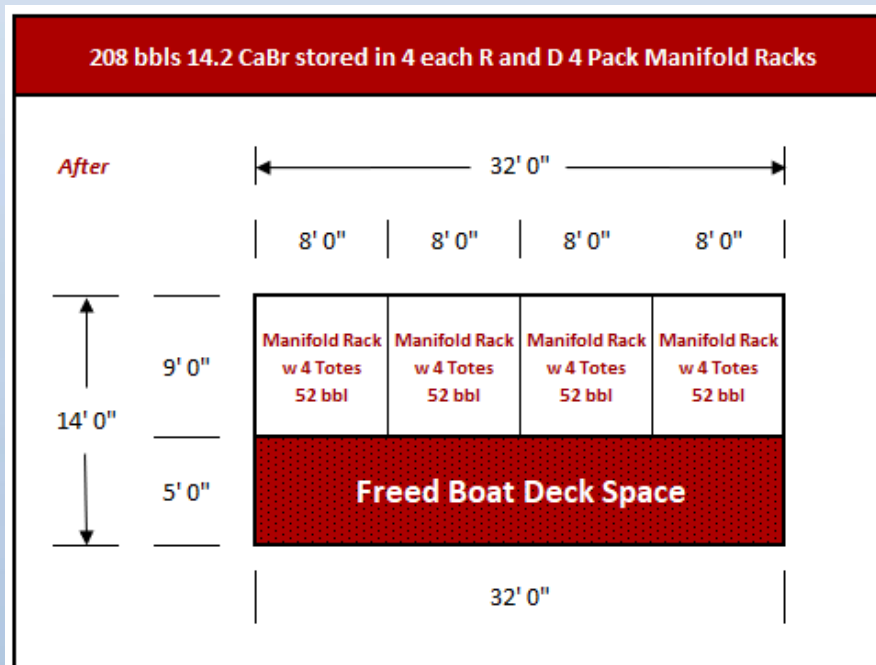 208 bbls 14.2 CaBr stored in 4 each R and D 4 Pack Manifold Racks
After
32' 0"
8' 0" 8' 0" 8' 0" 8' 0"
Manifold Rack Manifold Rack Manifold Rack Manifold Rack
9' 0" w 4 Totes w 4 Totes w 4 Totes w 4 Totes
52 bbl 52 bbl 52 bbl 52 bbl
14' 0"
5' 0" Freed Boat Deck Space
32' 0"